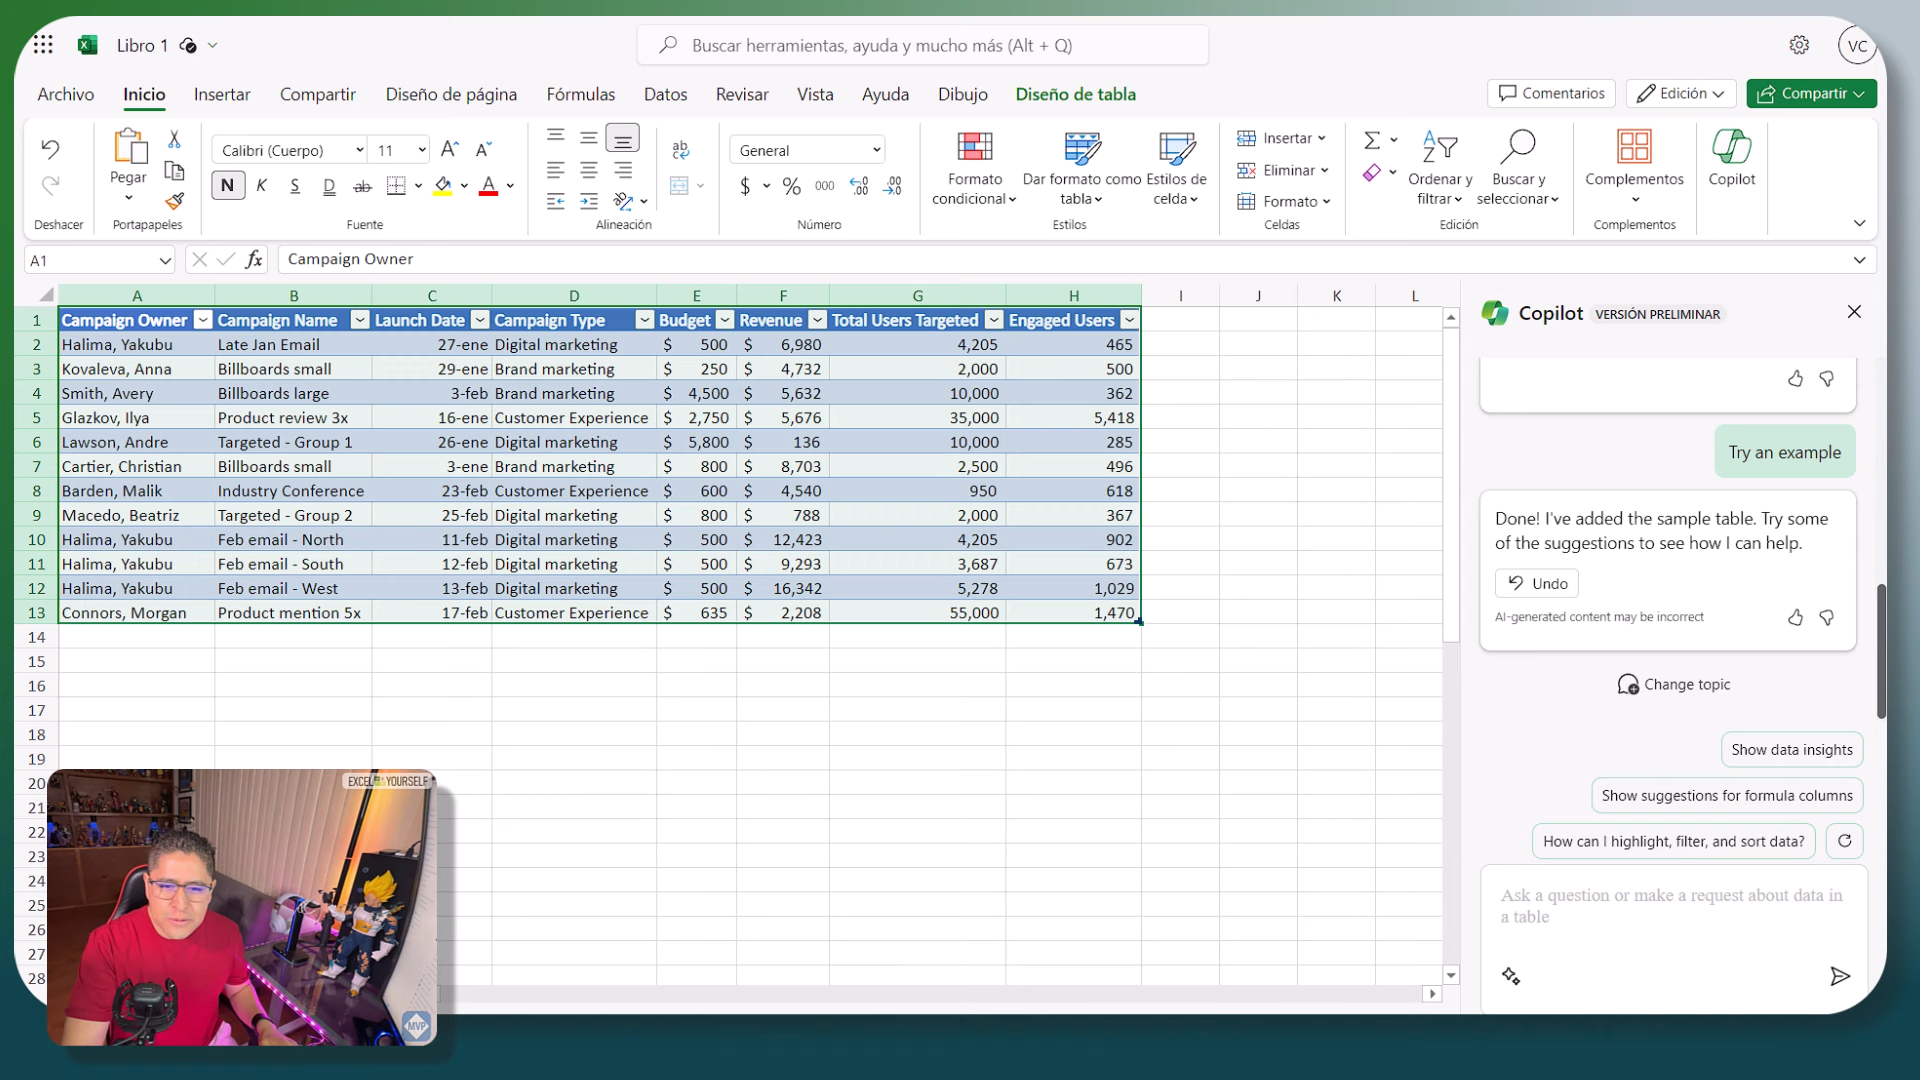 Libro 1
Buscar herramientas, ayuda y mucho más (Alt + Q)
VC
Archivo Inicio Insertar Compartir Diseño de página Fórmulas Datos Revisar Vista Ayuda Dibujo Diseño de tabla
Comentarios Edición Compartir
Pegar
Calibri (Cuerpo) 11 A A
N K S D ab A
ab
General
$ % 000 .00 .00
Formato condicional
Dar formato como tabla
Estilos de celda
Insertar
Eliminar
Formato
Σ
Ordenar y filtrar
Buscar y seleccionar
Complementos
Copilot
Deshacer Portapapeles Fuente Alineación Número Estilos Celdas Edición Complementos
A1 fx Campaign Owner
A B C D E F G H I J K L
1 Campaign Owner Campaign Name Launch Date Campaign Type Budget Revenue Total Users Targeted Engaged Users
2 Halima, Yakubu Late Jan Email 27-ene Digital marketing $ 500 $ 6,980 4,205 465
3 Kovaleva, Anna Billboards small 29-ene Brand marketing $ 250 $ 4,732 2,000 500
4 Smith, Avery Billboards large 3-feb Brand marketing $ 4,500 $ 5,632 10,000 362
5 Glazkov, Ilya Product review 3x 16-ene Customer Experience $ 2,750 $ 5,676 35,000 5,418
6 Lawson, Andre Targeted - Group 1 26-ene Digital marketing $ 5,800 $ 136 10,000 285
7 Cartier, Christian Billboards small 3-ene Brand marketing $ 800 $ 8,703 2,500 496
8 Barden, Malik Industry Conference 23-feb Customer Experience $ 600 $ 4,540 950 618
9 Macedo, Beatriz Targeted - Group 2 25-feb Digital marketing $ 800 $ 788 2,000 367
10 Halima, Yakubu Feb email - North 11-feb Digital marketing $ 500 $ 12,423 4,205 902
11 Halima, Yakubu Feb email - South 12-feb Digital marketing $ 500 $ 9,293 3,687 673
12 Halima, Yakubu Feb email - West 13-feb Digital marketing $ 500 $ 16,342 5,278 1,029
13 Connors, Morgan Product mention 5x 17-feb Customer Experience $ 635 $ 2,208 55,000 1,470
14
15
16
17
18
19
20
21
22
23
24
25
26
27
28
Copilot VERSIÓN PRELIMINAR
Try an example
Done! I've added the sample table. Try some
of the suggestions to see how I can help.
Undo
AI-generated content may be incorrect
Change topic
Show data insights
Show suggestions for formula columns
How can I highlight, filter, and sort data?
Ask a question or make a request about data in
a table
EXCEL YOURSELF
MVP